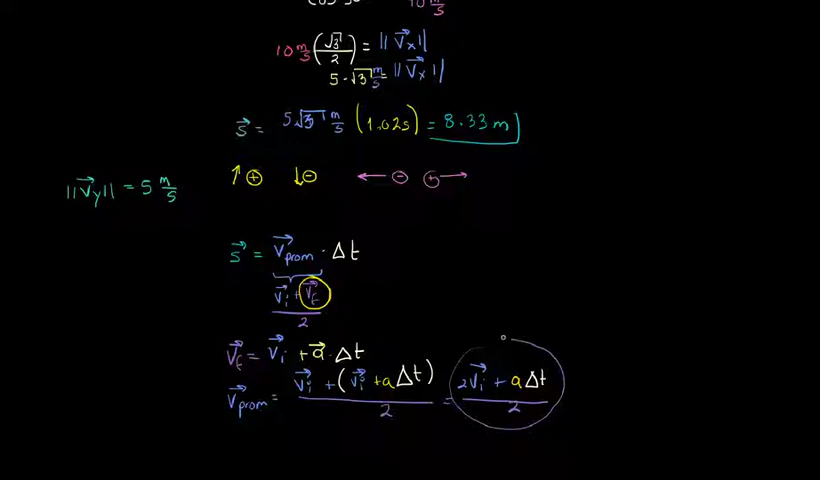 10 m/s
10 m/s (√3/2) = ||V⃗x||
5·√3 m/s = ||V⃗x||
s⃗ = 5√3 m/s (1.02s) = 8.33 m
↑ + ↓ - ← - + →
||V⃗y|| = 5 m/s
s⃗ = V⃗prom · Δt
(V⃗i + V⃗f)/2
V⃗f = V⃗i + a⃗ · Δt
V⃗prom = (V⃗i + (V⃗i + aΔt))/2 = (2V⃗i + aΔt)/2